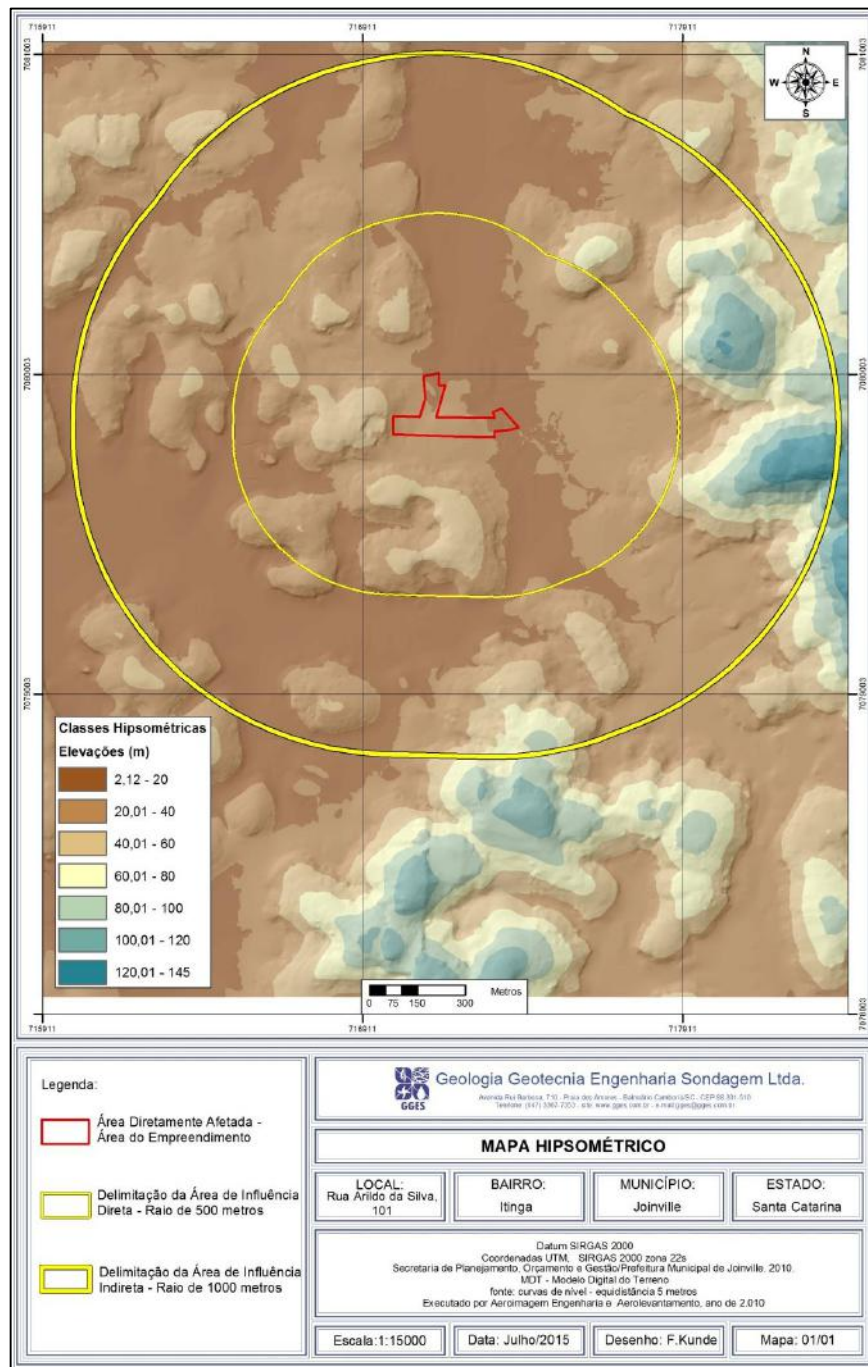 715911
716911
717911
7081003
7081003
N
W
E
S
7080003
7080003
7079003
7079003
Classes Hipsométricas
Elevações (m)
2,12 - 20
20,01 - 40
40,01 - 60
60,01 - 80
80,01 - 100
100,01 - 120
120,01 - 145
Metros
0 75 150 300
7078003
7078003
715911
716911
717911
Legenda:
Área Diretamente Afetada -
Área do Empreendimento
Delimitação da Área de Influência
Direta - Raio de 500 metros
Delimitação da Área de Influência
Indireta - Raio de 1000 metros
GGES
Geologia Geotecnia Engenharia Sondagem Ltda.
MAPA HIPSOMÉTRICO
LOCAL:
Rua Arildo da Silva,
101
BAIRRO:
Itinga
MUNICÍPIO:
Joinville
ESTADO:
Santa Catarina
Datum SIRGAS 2000
Coordenadas UTM, SIRGAS 2000 zona 22s
Secretaria de Planejamento, Orçamento e Gestão/Prefeitura Municipal de Joinville. 2010.
MDT - Modelo Digital do Terreno
fonte: curvas de nível - equidistância 5 metros
Executado por Aeroimagem Engenharia e Aerolevantamento, ano de 2.010
Escala:1:15000
Data: Julho/2015
Desenho: F.Kunde
Mapa: 01/01